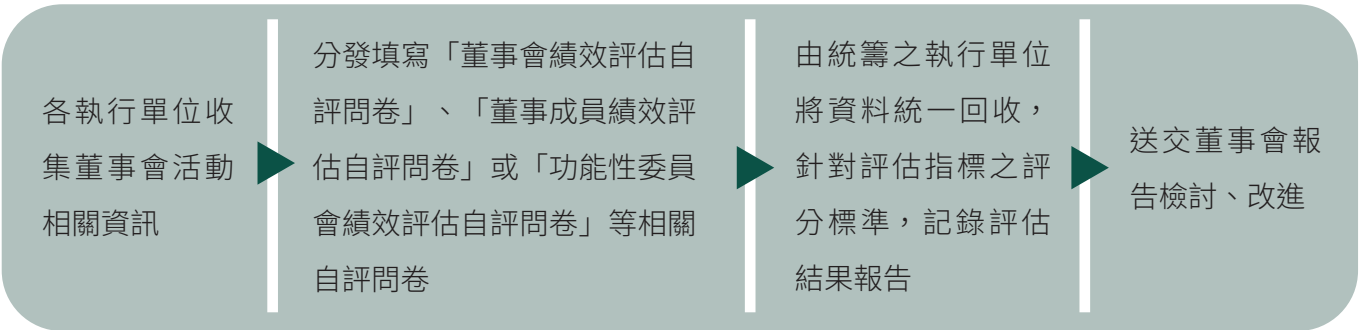 各執行單位收
集董事會活動
相關資訊
分發填寫「董事會績效評估自
評問卷」、「董事成員績效評
估自評問卷」或「功能性委員
會績效評估自評問卷」等相關
自評問卷
由統籌之執行單位
將資料統一回收，
針對評估指標之評
分標準，記錄評估
結果報告
送交董事會報
告檢討、改進